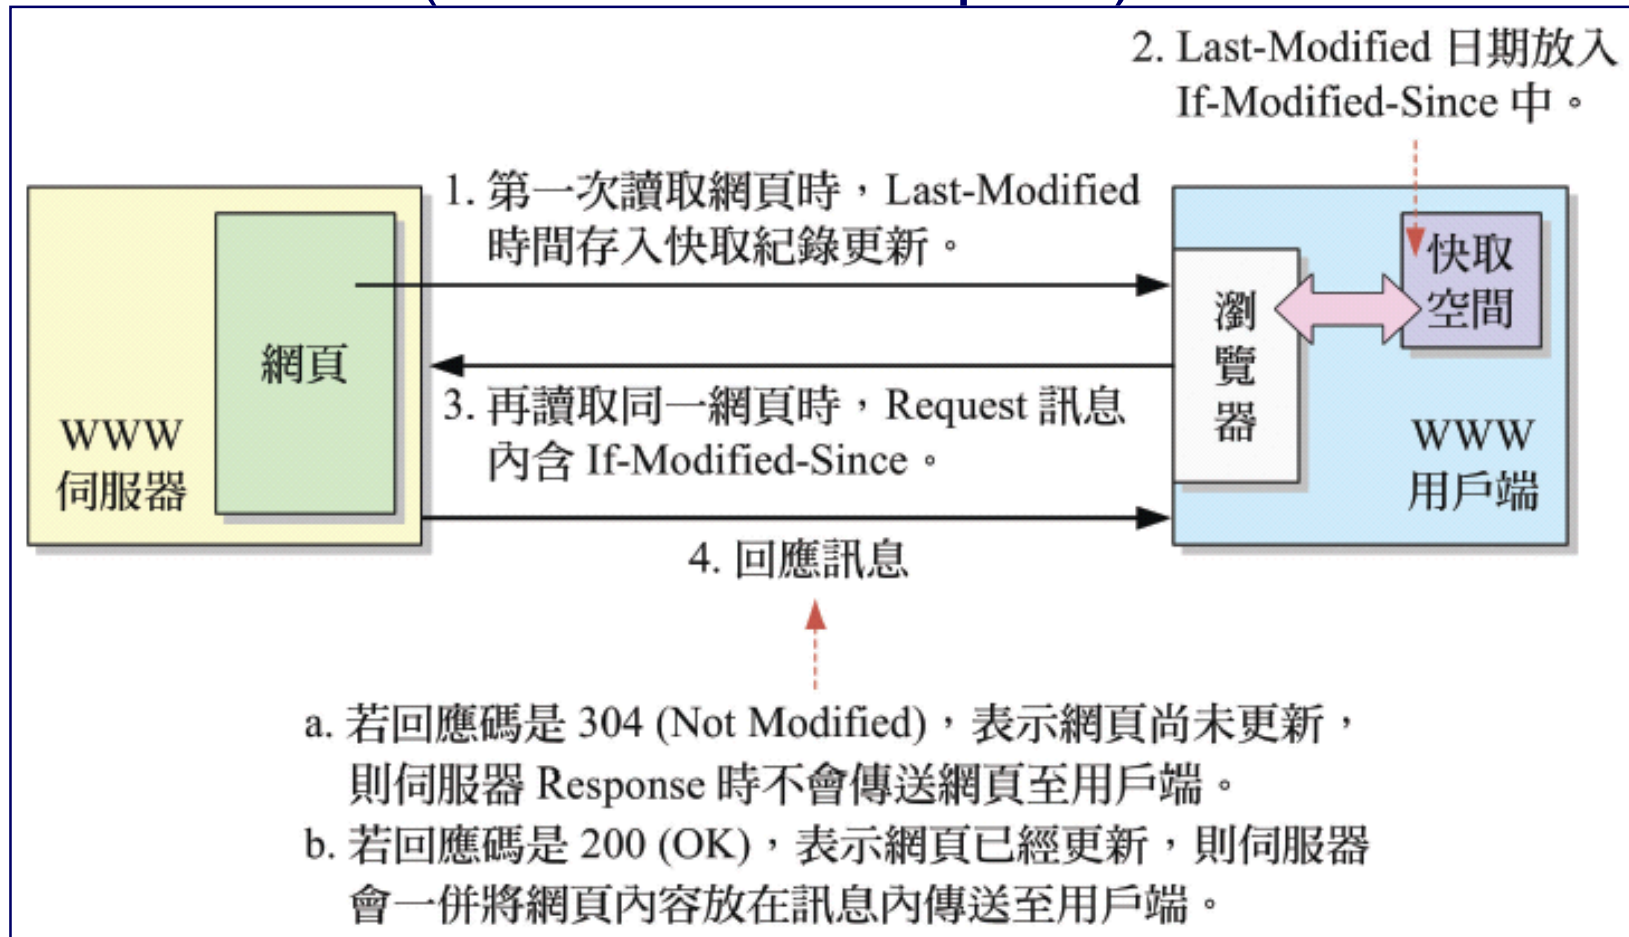 2. Last-Modified 日期放入
If-Modified-Since 中。
1. 第一次讀取網頁時，Last-Modified
時間存入快取紀錄更新。
快取
空間
瀏
覽
器
網頁
3. 再讀取同一網頁時，Request 訊息
內含 If-Modified-Since。
WWW
伺服器
WWW
用戶端
4. 回應訊息
a. 若回應碼是 304 (Not Modified)，表示網頁尚未更新，
則伺服器 Response 時不會傳送網頁至用戶端。
b. 若回應碼是 200 (OK)，表示網頁已經更新，則伺服器
會一併將網頁內容放在訊息內傳送至用戶端。